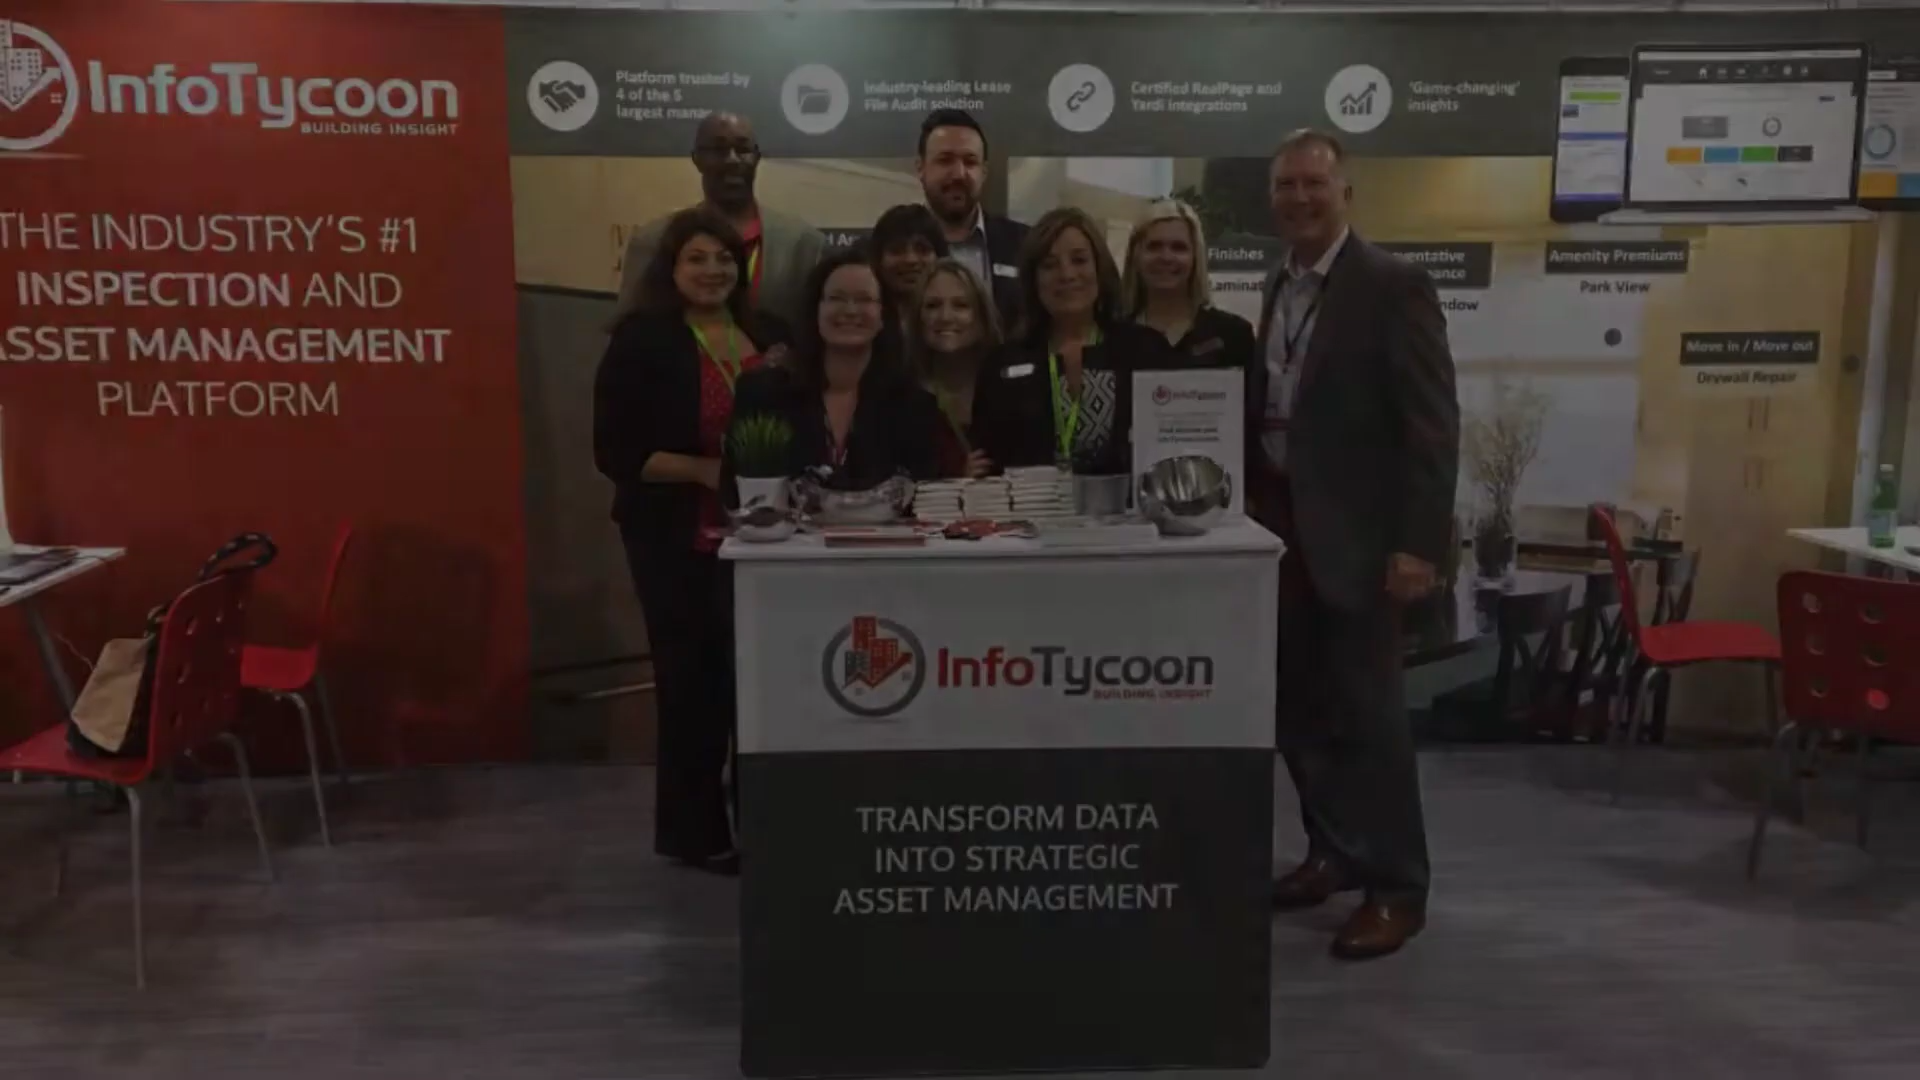 InfoTycoon
BUILDING INSIGHT
THE INDUSTRY'S #1
INSPECTION AND
ASSET MANAGEMENT
PLATFORM
Platform trusted by
4 of the 5
largest
Industry-leading Lease
File Audit solution
Certified RealPage and
Yardi Integrations
'Game-changing'
insights
Finishes
Amenity Premiums
Park View
Move in / Move out
Drywall Repair
InfoTycoon
InfoTycoon
BUILDING INSIGHT
TRANSFORM DATA
INTO STRATEGIC
ASSET MANAGEMENT